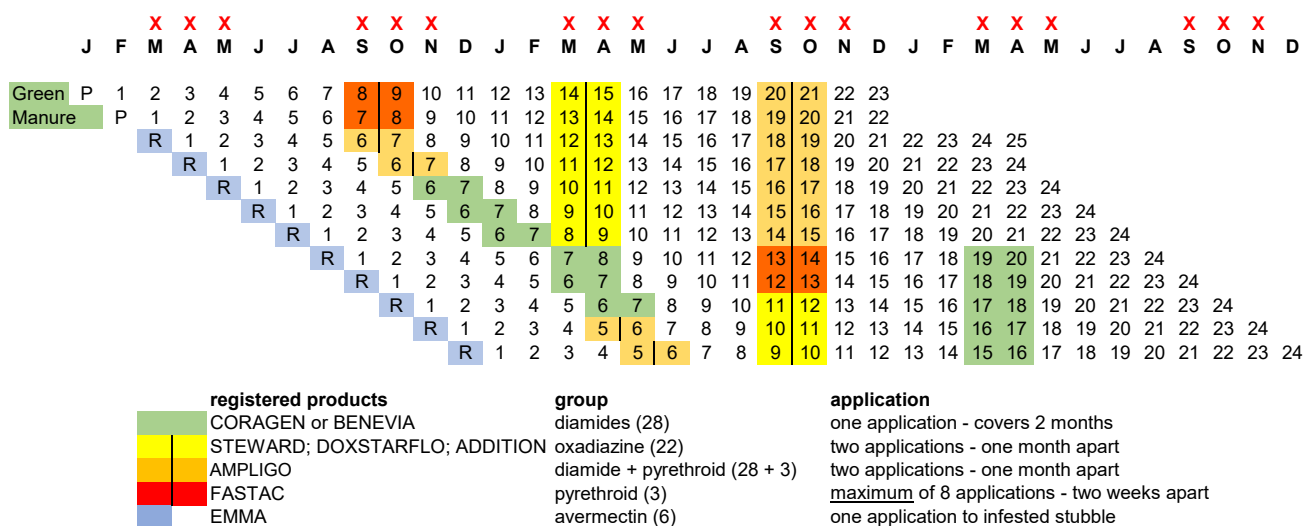 X X X X X X X X X X X X X X X X X X
J F M A M J J A S O N D J F M A M J J A S O N D J F M A M J J A S O N D
Green P 1 2 3 4 5 6 7 8 9 10 11 12 13 14 15 16 17 18 19 20 21 22 23
Manure P 1 2 3 4 5 6 7 8 9 10 11 12 13 14 15 16 17 18 19 20 21 22
R 1 2 3 4 5 6 7 8 9 10 11 12 13 14 15 16 17 18 19 20 21 22 23 24 25
R 1 2 3 4 5 6 7 8 9 10 11 12 13 14 15 16 17 18 19 20 21 22 23 24
R 1 2 3 4 5 6 7 8 9 10 11 12 13 14 15 16 17 18 19 20 21 22 23 24
R 1 2 3 4 5 6 7 8 9 10 11 12 13 14 15 16 17 18 19 20 21 22 23 24
R 1 2 3 4 5 6 7 8 9 10 11 12 13 14 15 16 17 18 19 20 21 22 23 24
R 1 2 3 4 5 6 7 8 9 10 11 12 13 14 15 16 17 18 19 20 21 22 23 24
R 1 2 3 4 5 6 7 8 9 10 11 12 13 14 15 16 17 18 19 20 21 22 23 24
R 1 2 3 4 5 6 7 8 9 10 11 12 13 14 15 16 17 18 19 20 21 22 23 24
R 1 2 3 4 5 6 7 8 9 10 11 12 13 14 15 16 17 18 19 20 21 22 23 24
R 1 2 3 4 5 6 7 8 9 10 11 12 13 14 15 16 17 18 19 20 21 22 23 24
registered products group application
CORAGEN or BENEVIA diamides (28) one application - covers 2 months
STEWARD; DOXSTARFLO; ADDITION oxadiazine (22) two applications - one month apart
AMPLIGO diamide + pyrethroid (28 + 3) two applications - one month apart
FASTAC pyrethroid (3) maximum of 8 applications - two weeks apart
EMMA avermectin (6) one application to infested stubble